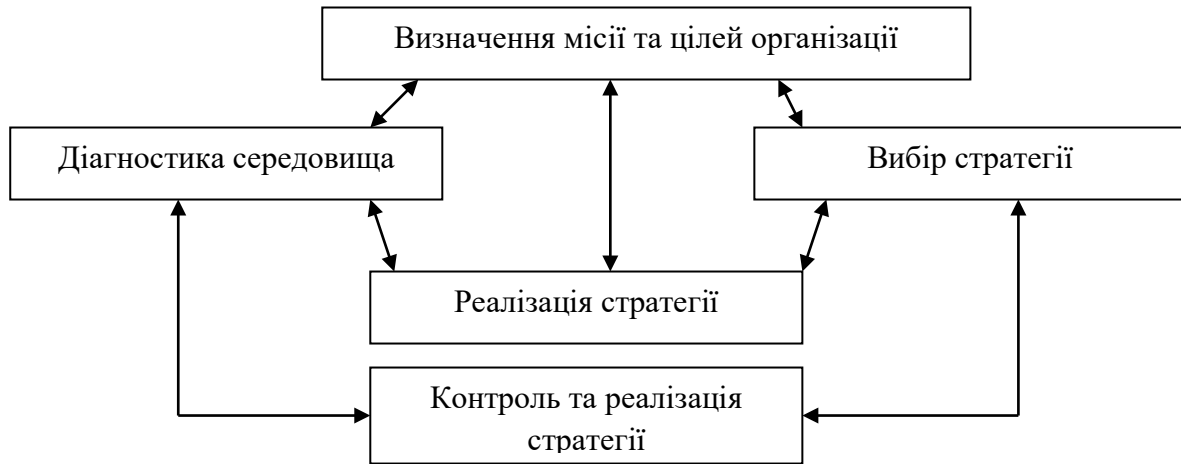 Визначення місії та цілей організації
Діагностика середовища
Вибір стратегії
Реалізація стратегії
Контроль та реалізація
стратегії